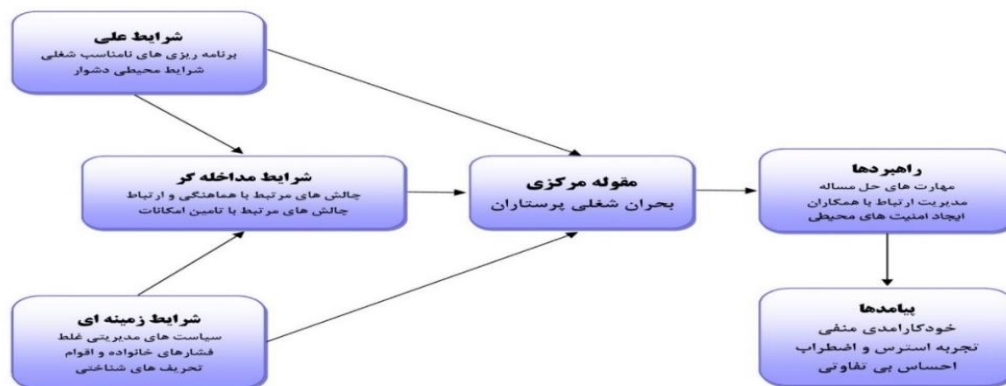 شرایط علی
برنامه ریزی های نامناسب شغلی
شرایط محیطی دشوار
شرایط مداخله گر
چالش های مرتبط با هماهنگی و ارتباط
چالش های مرتبط با تامین امکانات
شرایط زمینه ای
سیاست های مدیریتی غلط
فشارهای خانواده و اقوام
تحریف های شناختی
مقوله مرکزی
بحران شغلی پرستاران
راهبردها
مهارت های حل مساله
مدیریت ارتباط با همکاران
ایجاد امنیت های محیطی
پیامدها
خودکارامدی منفی
تجربه استرس و اضطراب
احساس بی تفاوتی